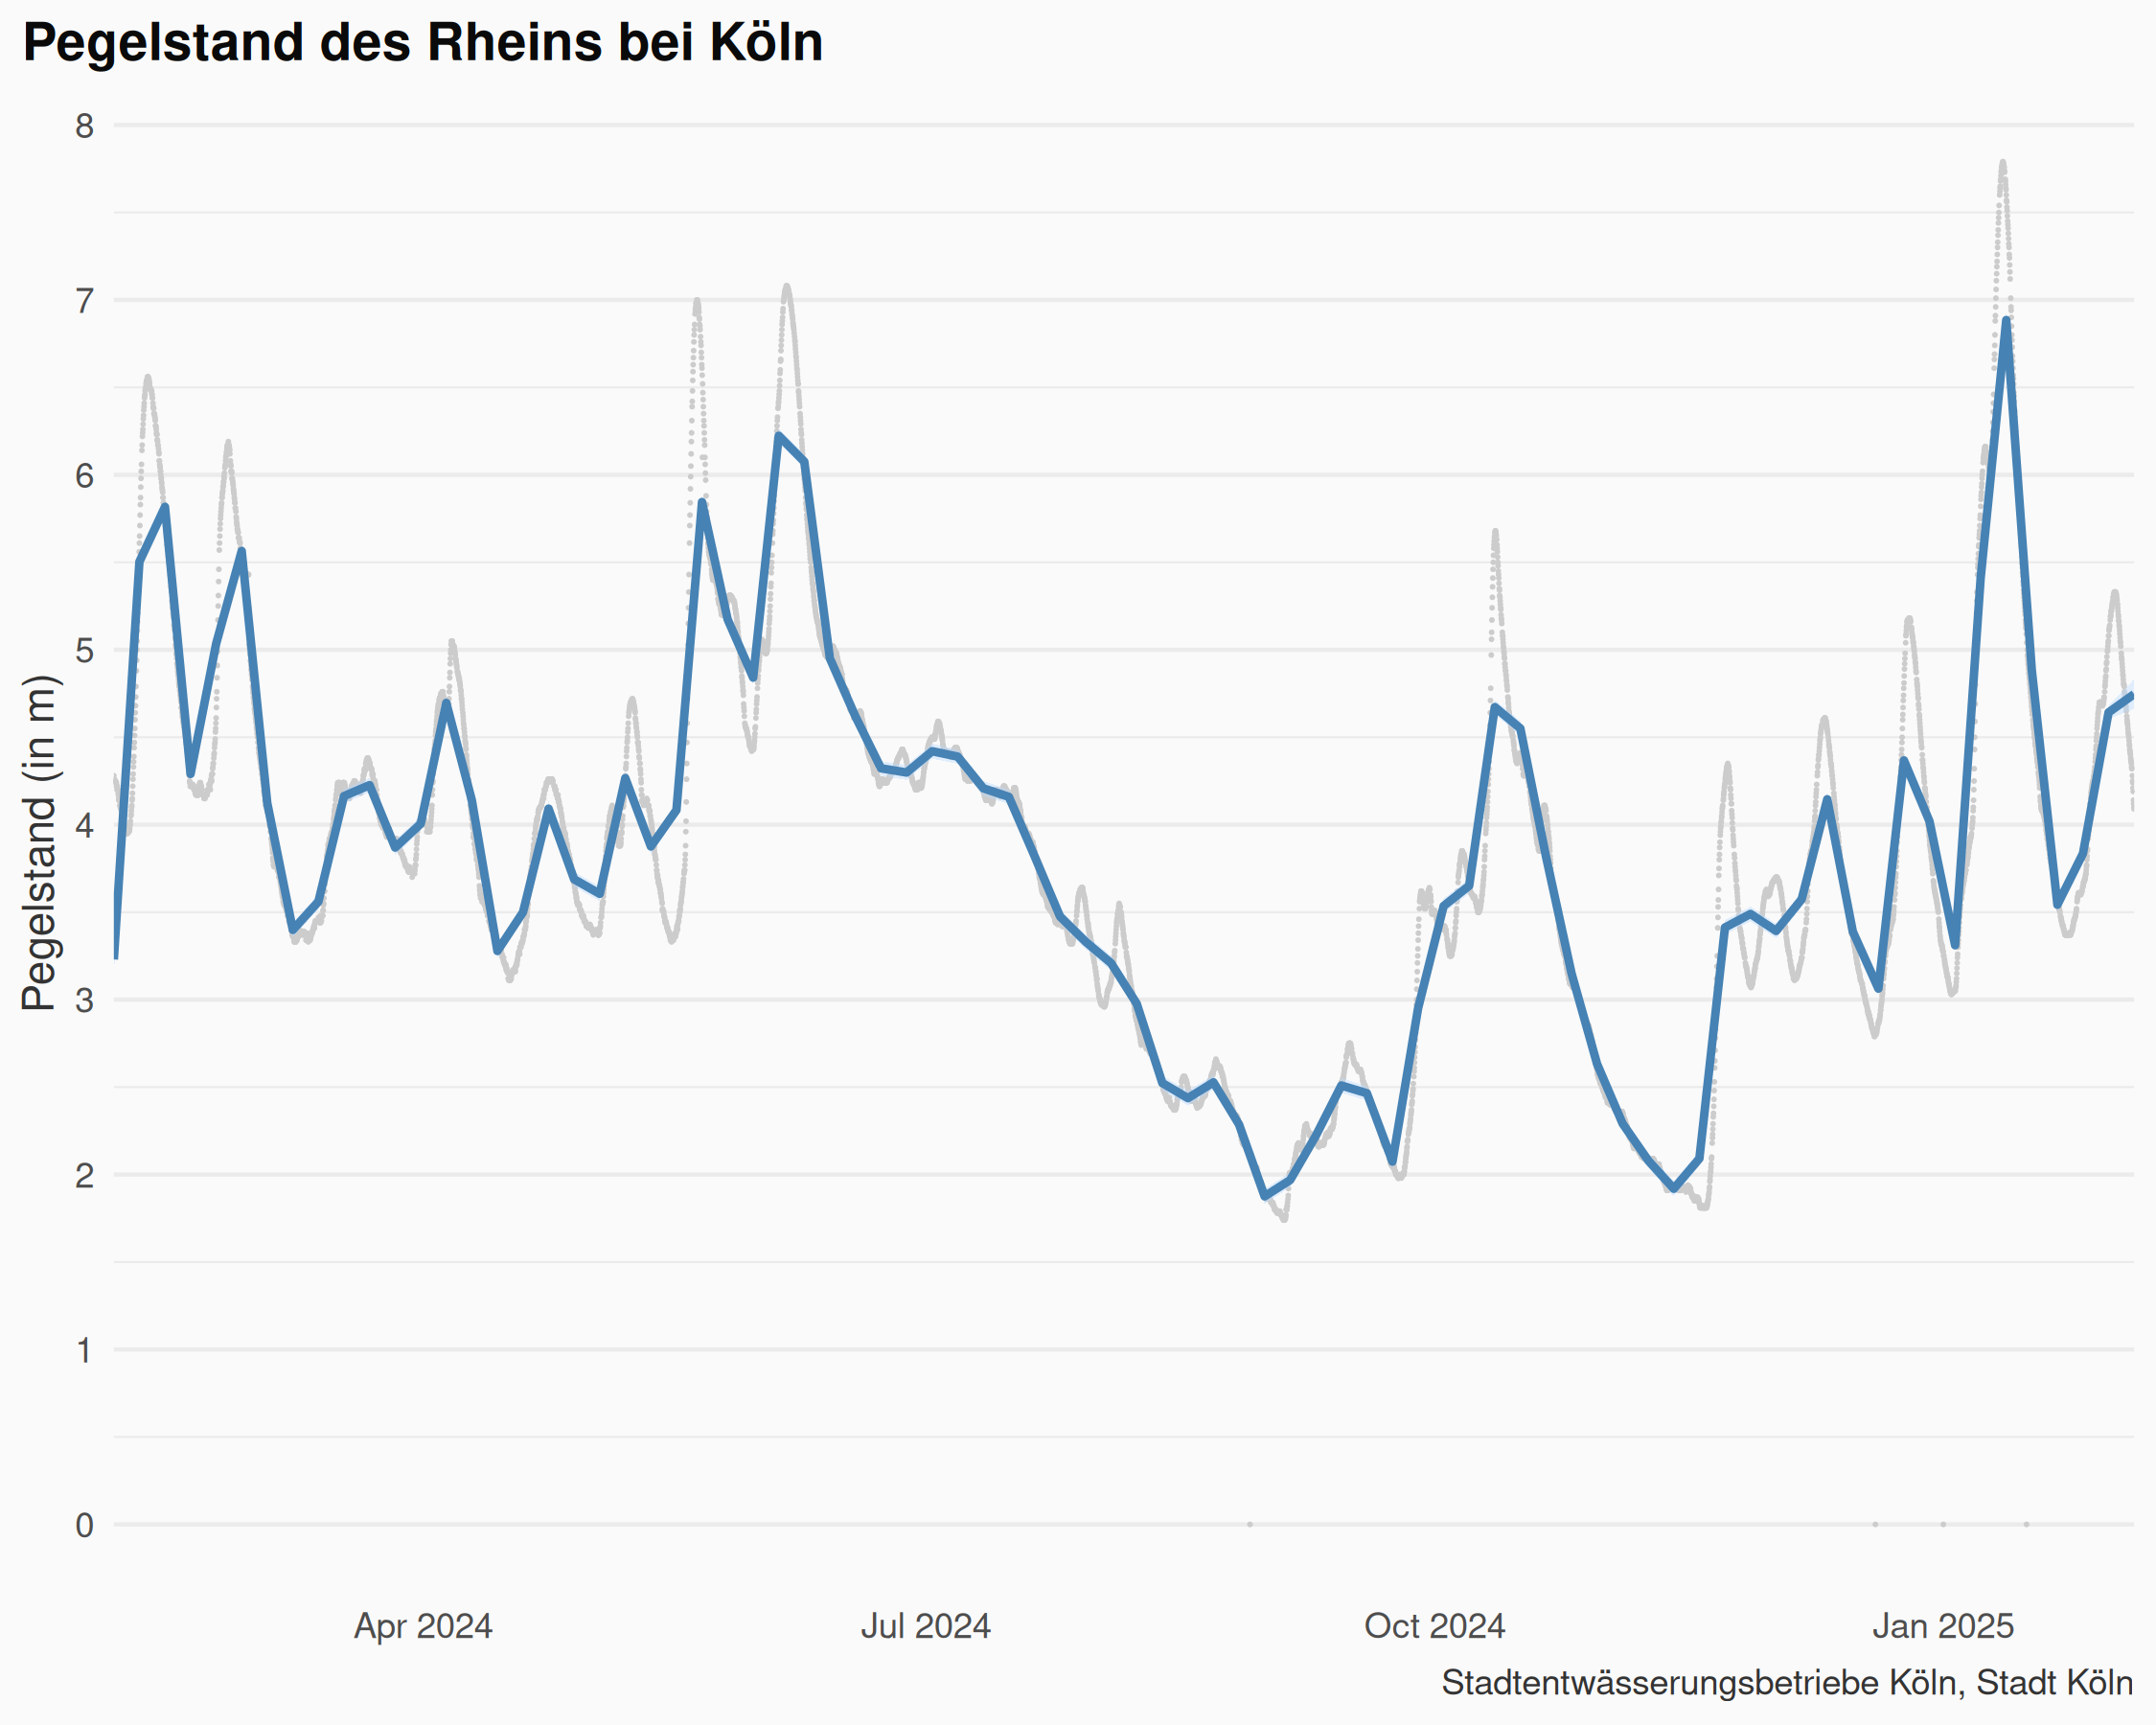 Pegelstand des Rheins bei Köln
Pegelstand (in m)
8
7
6
5
4
3
2
1
0
Apr 2024
Jul 2024
Oct 2024
Jan 2025
Stadtentwässerungsbetriebe Köln, Stadt Köln